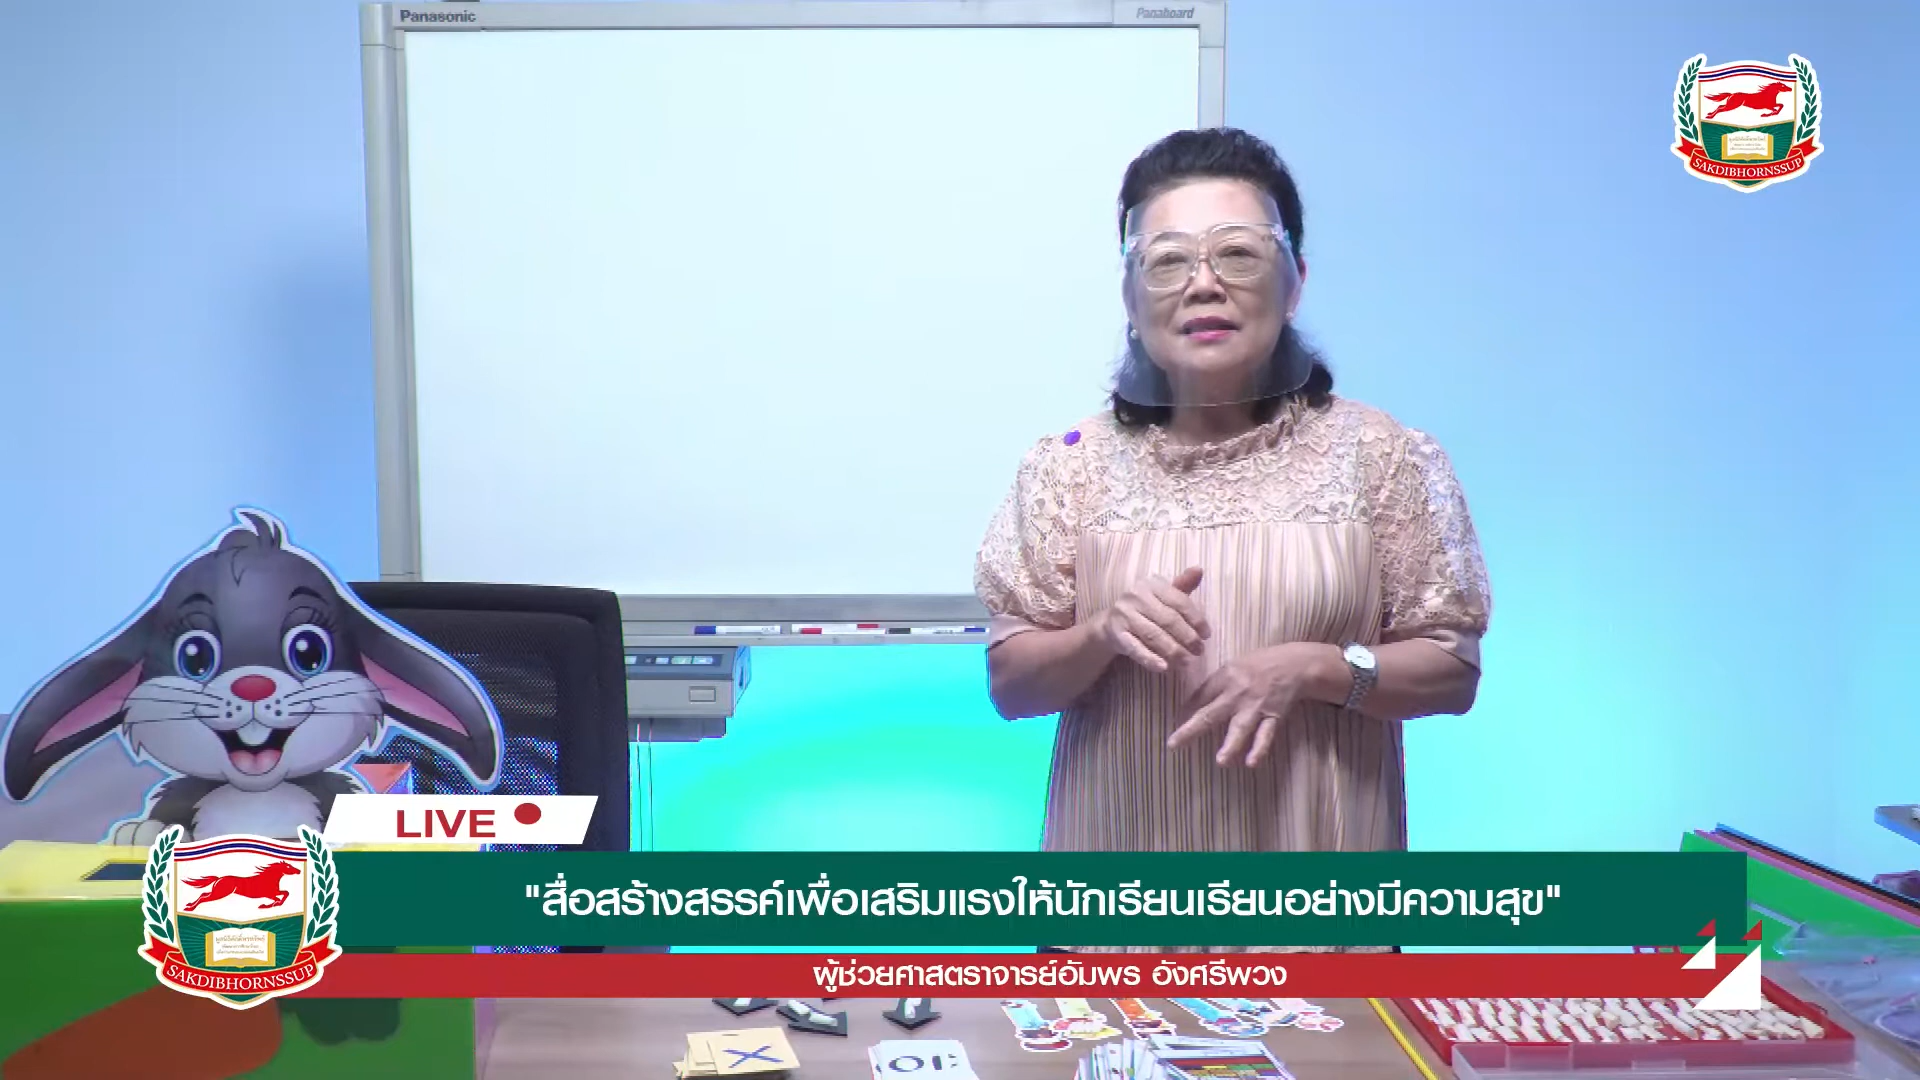 Panasonic
Panaboard
SAKDIBHORNSSUP
LIVE
"สื่อสร้างสรรค์เพื่อเสริมแรงให้นักเรียนเรียนอย่างมีความสุข"
ผู้ช่วยศาสตราจารย์อัมพร อังศรีพวง
SAKDIBHORNSSUP
X